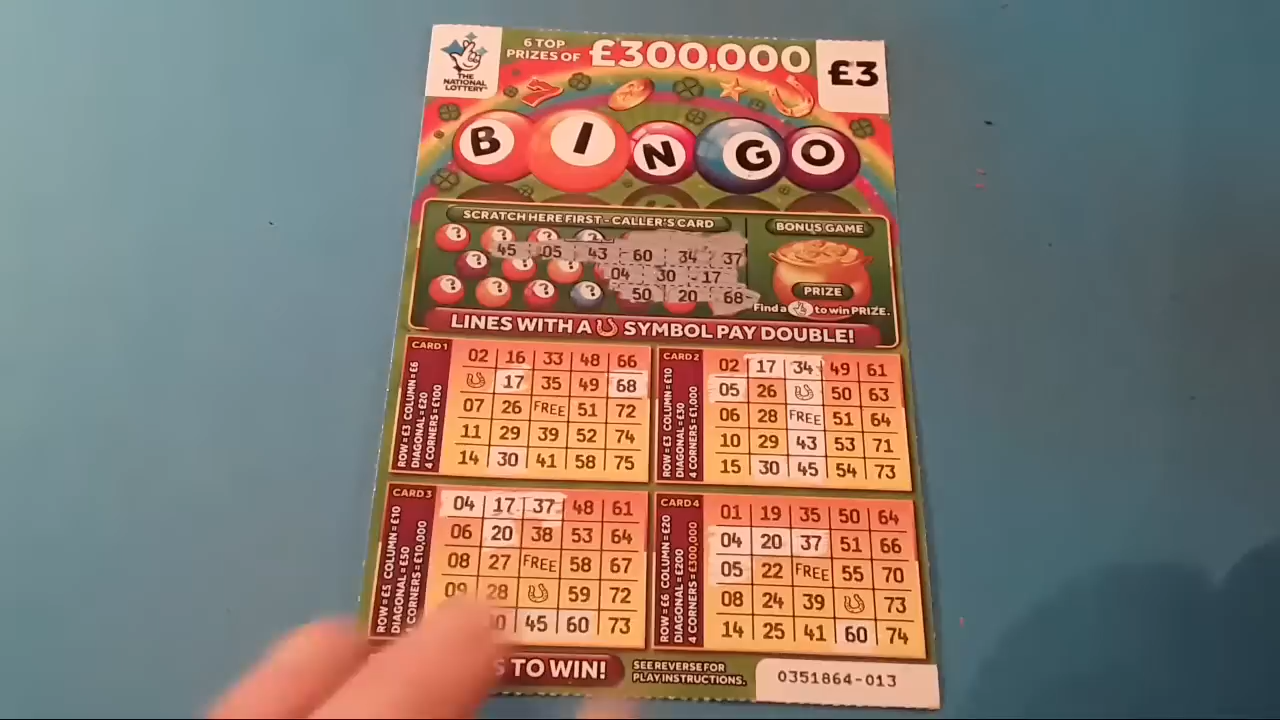 THE NATIONAL LOTTERY
6 TOP PRIZES OF £300,000
£3
BINGO
SCRATCH HERE FIRST - CALLER'S CARD
45 05 43 60 34 37
04 30 17
50 20 68
BONUS GAME
PRIZE
Find a to win PRIZE.
LINES WITH A SYMBOL PAY DOUBLE!
CARD 1
ROW = £3 COLUMN = £6
DIAGONAL = £20
4 CORNERS = £100
02 16 33 48 66
17 35 49 68
07 26 FREE 51 72
11 29 39 52 74
14 30 41 58 75
CARD 2
ROW = £3 COLUMN = £10
DIAGONAL = £30
4 CORNERS = £1,000
02 17 34 49 61
05 26 50 63
06 28 FREE 51 64
10 29 43 53 71
15 30 45 54 73
CARD 3
ROW = £5 COLUMN = £10
DIAGONAL = £50
4 CORNERS = £10,000
04 17 37 48 61
06 20 38 53 64
08 27 FREE 58 67
09 28 59 72
45 60 73
CARD 4
ROW = £6 COLUMN = £20
DIAGONAL = £200
4 CORNERS = £300,000
01 19 35 50 64
04 20 37 51 66
05 22 FREE 55 70
08 24 39 73
14 25 41 60 74
TO WIN!
SEE REVERSE FOR
PLAY INSTRUCTIONS.
0351864-013